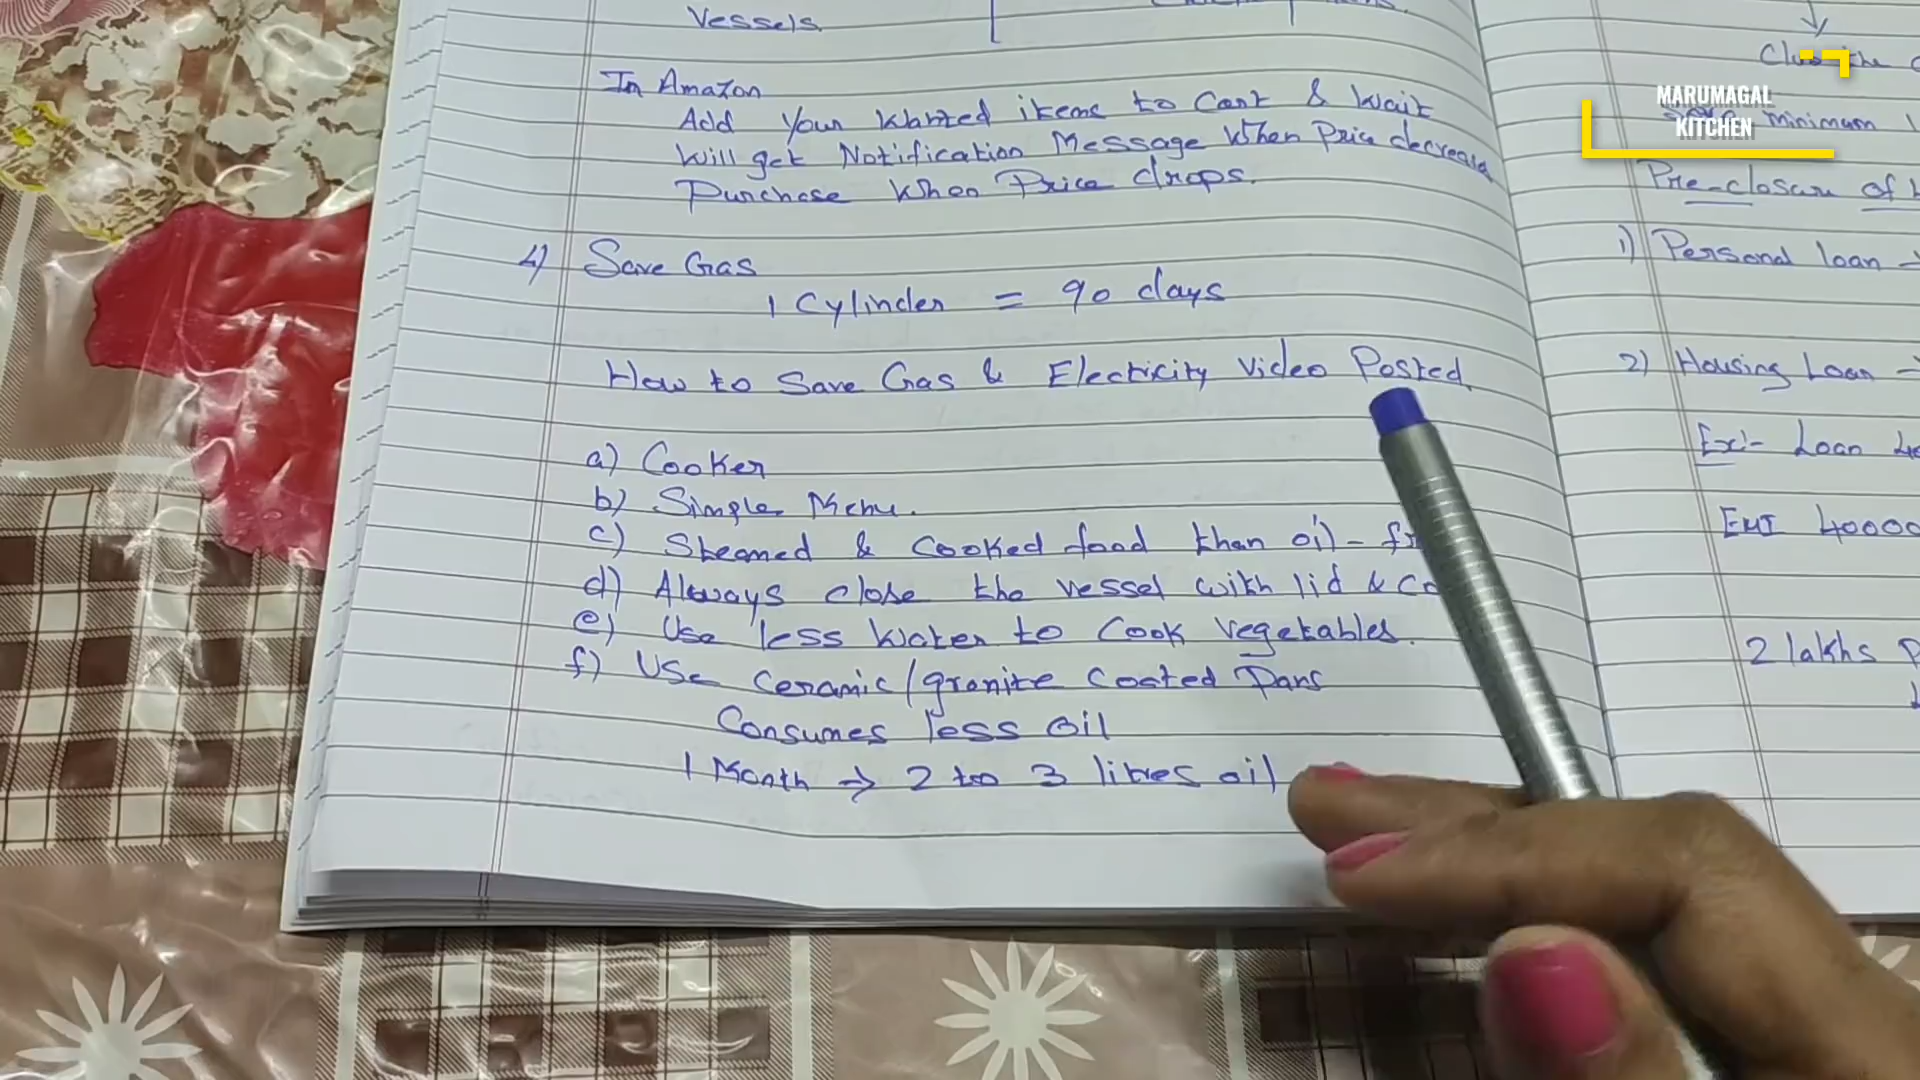 Vessels
In Amazon
Add Your Wanted items to Cart & Wait
Will get Notification Message When Price decrease
Purchase When Price drops.
4) Save Gas
1 Cylinder = 90 days
How to Save Gas & Electricity Video Posted.
a) Cooker
b) Simple Menu.
c) Steamed & Cooked food than oil -
d) Always close the vessel with lid &
e) Use less Water to Cook Vegetables.
f) Use Ceramic/granite Coated Pans
Consumes less oil
1 Month → 2 to 3 litres oil
minimum
Pre-closure of
1) Personal loan →
2) Housing Loan →
Ex:- Loan
EMI 40000
2 lakhs
MARUMAGAL
KITCHEN